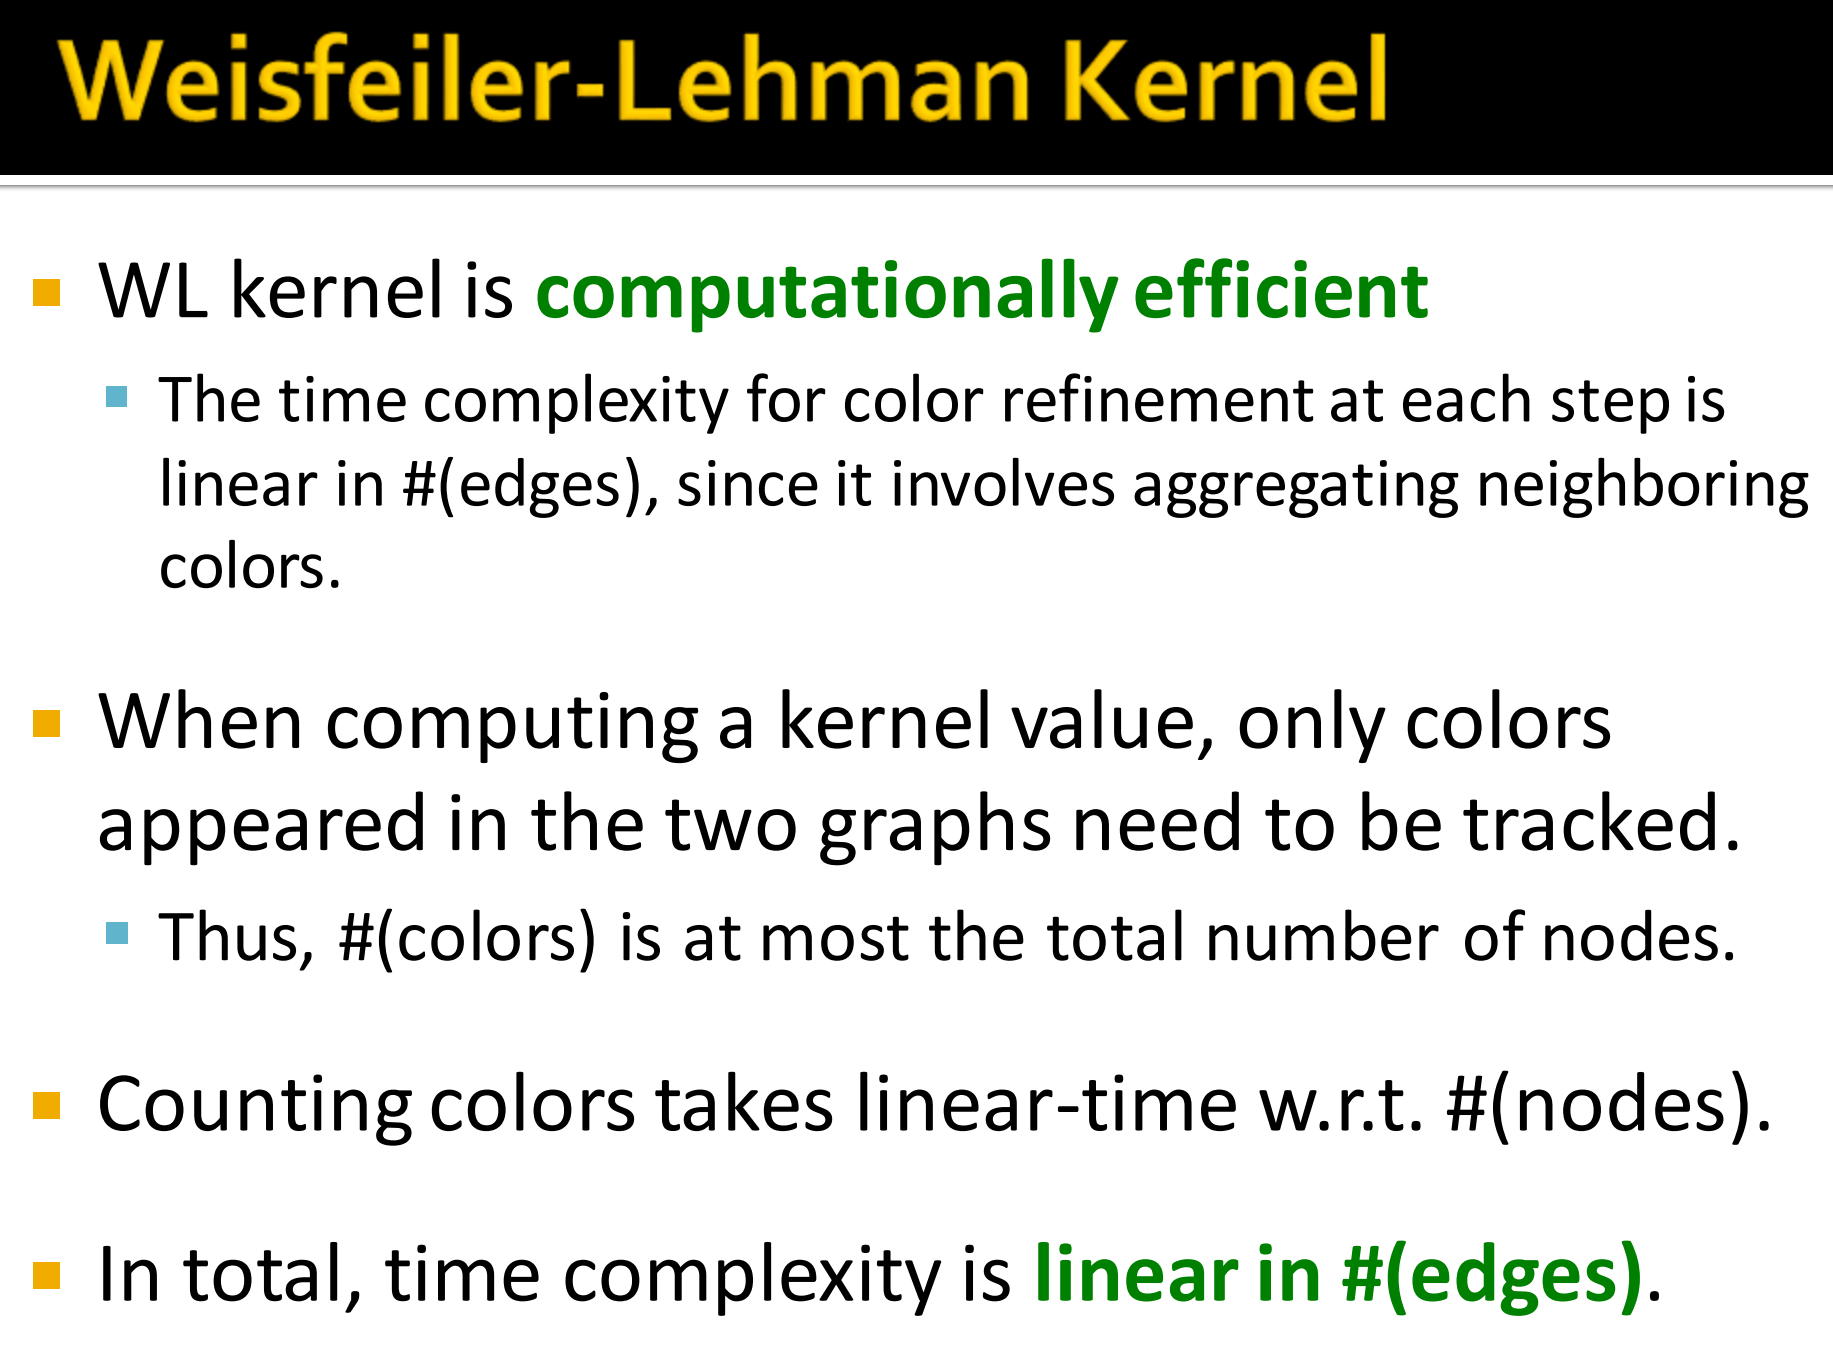 Weisfeiler-Lehman Kernel
WL kernel is computationally efficient
The time complexity for color refinement at each step is
linear in #(edges), since it involves aggregating neighboring
colors.
When computing a kernel value, only colors
appeared in the two graphs need to be tracked.
Thus, #(colors) is at most the total number of nodes.
Counting colors takes linear-time w.r.t. #(nodes).
In total, time complexity is linear in #(edges).